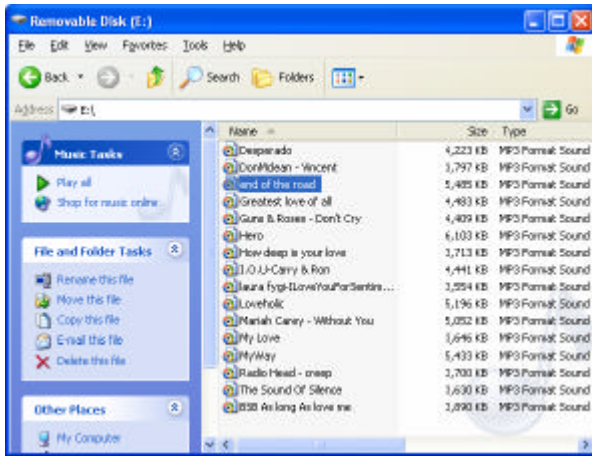 Removable Disk (E:)
File Edit View Favorites Tools Help
Back Search Folders
Address E:\ Go
Music Tasks
Play all
Shop for music online
File and Folder Tasks
Rename this file
Move this file
Copy this file
E-mail this file
Delete this file
Other Places
My Computer
Name Size Type
Desperado 4,223 KB MP3 Format Sound
DonMdean - Vincent 3,797 KB MP3 Format Sound
end of the road 5,485 KB MP3 Format Sound
Greatest love of all 4,483 KB MP3 Format Sound
Guns & Roses - Don't Cry 4,409 KB MP3 Format Sound
Hero 6,103 KB MP3 Format Sound
How deep is your love 3,713 KB MP3 Format Sound
I.O.U-Carry & Ron 4,441 KB MP3 Format Sound
laura fygi-ILoveYouForSentim... 3,554 KB MP3 Format Sound
Loveholic 5,196 KB MP3 Format Sound
Mariah Carey - Without You 5,052 KB MP3 Format Sound
My Love 3,646 KB MP3 Format Sound
MyWay 5,433 KB MP3 Format Sound
Radio Head - creep 3,700 KB MP3 Format Sound
The Sound Of Silence 3,630 KB MP3 Format Sound
BSB As long As love me 3,890 KB MP3 Format Sound